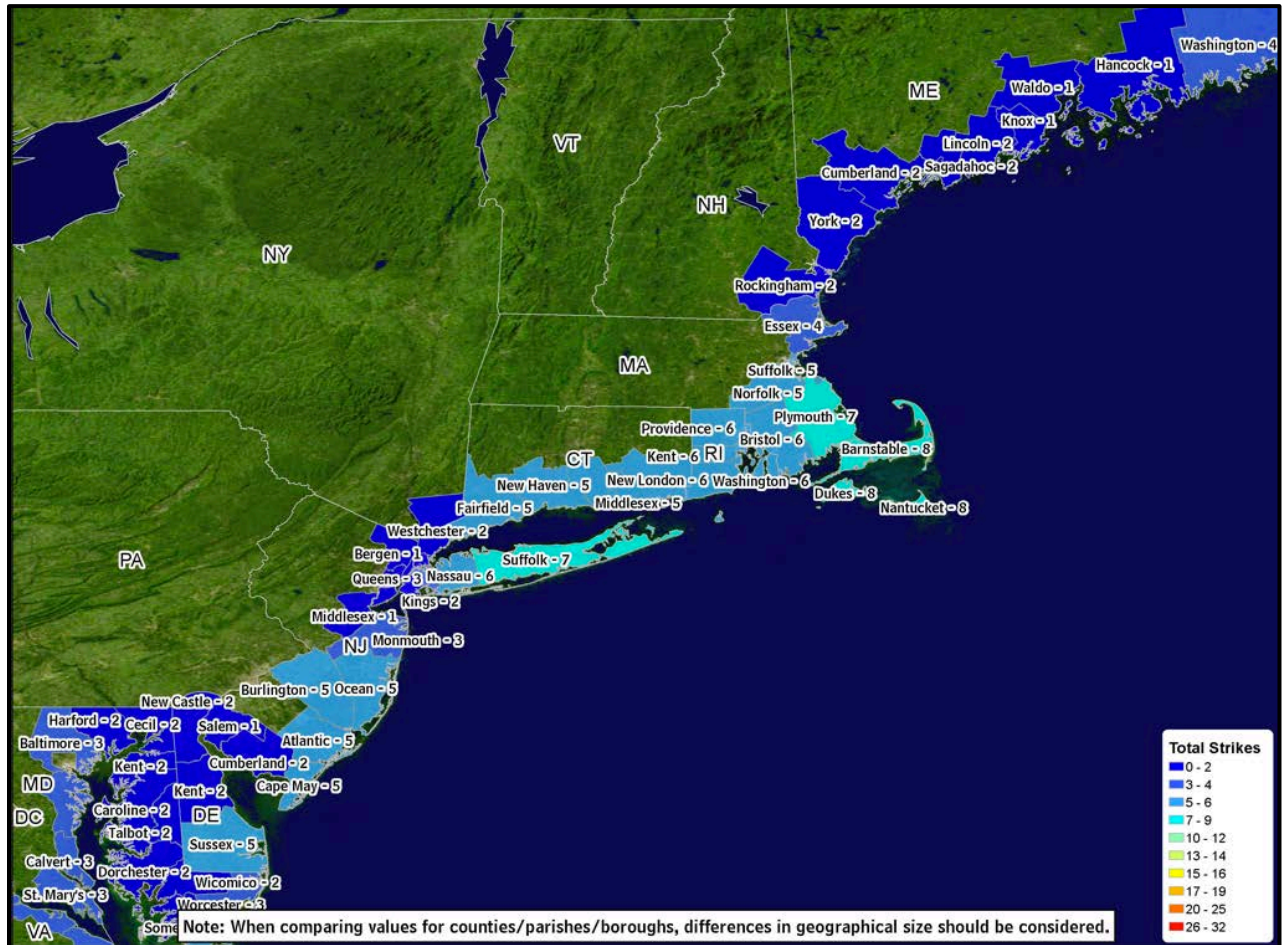 Washington - 4
Hancock - 1
Waldo - 1
ME
Knox - 1
Lincoln - 2
VT
Sagadahoc - 2
Cumberland - 2
NH
York - 2
NY
Rockingham - 2
Essex - 4
MA
Suffolk - 5
Norfolk - 5
Plymouth - 7
Providence - 6
Bristol - 6
Barnstable - 8
Kent - 6
RI
CT
New Haven - 5
New London - 6
Washington - 6
Dukes - 8
Middlesex - 5
Nantucket - 8
Fairfield - 5
Westchester - 2
Bergen - 1
Suffolk - 7
PA
Queens - 3
Nassau - 6
Kings - 2
Middlesex - 1
NJ
Monmouth - 3
Burlington - 5
Ocean - 5
New Castle - 2
Harford - 2
Cecil - 2
Salem - 1
Baltimore - 3
Atlantic - 5
Kent - 2
Cumberland - 2
MD
Kent - 2
Cape May - 5
Caroline - 2
DE
DC
Talbot - 2
Sussex - 5
Calvert - 3
Dorchester - 2
Wicomico - 2
St. Mary's - 3
Worcester - 3
VA
Some
Note: When comparing values for counties/parishes/boroughs, differences in geographical size should be considered.
Total Strikes
0 - 2
3 - 4
5 - 6
7 - 9
10 - 12
13 - 14
15 - 16
17 - 19
20 - 25
26 - 32